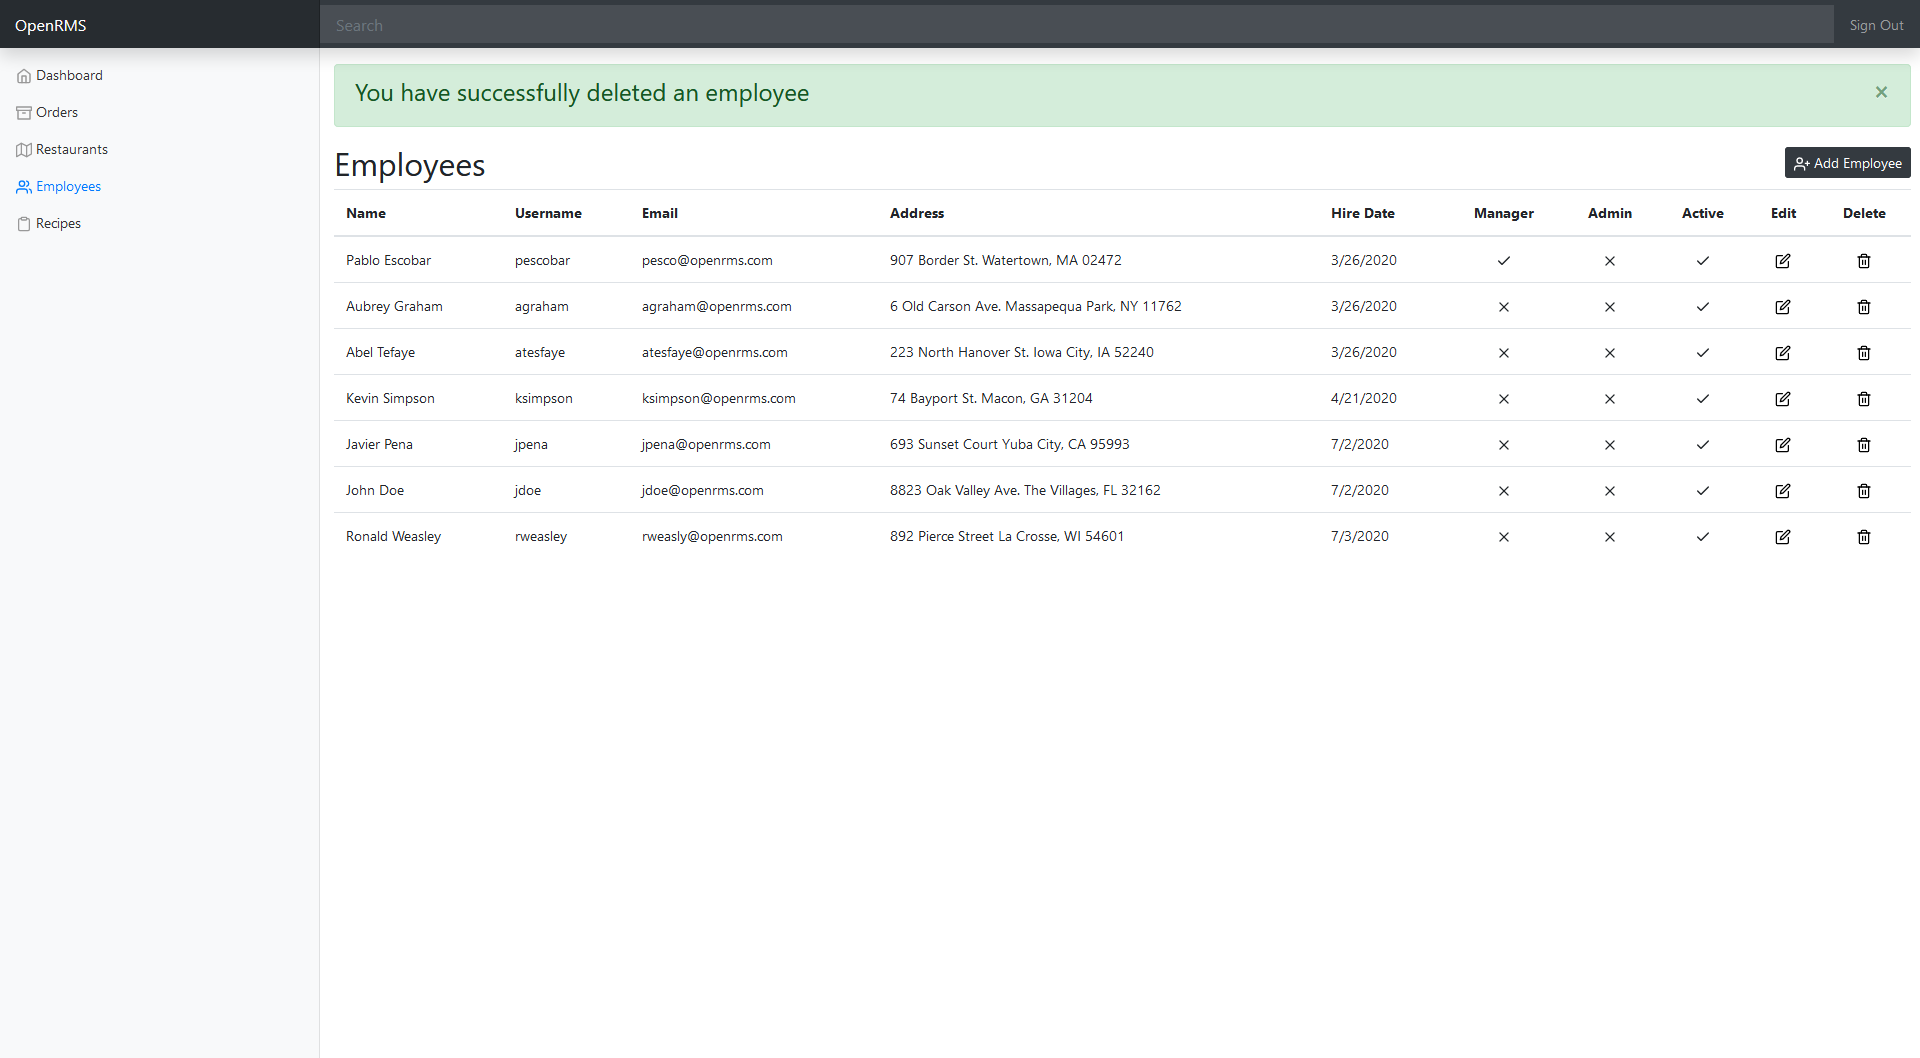 OpenRMS
Search
Sign Out
Dashboard
Orders
Restaurants
Employees
Recipes
You have successfully deleted an employee
×
Employees
Add Employee
Name Username Email Address Hire Date Manager Admin Active Edit Delete
Pablo Escobar pescobar pesco@openrms.com 907 Border St. Watertown, MA 02472 3/26/2020
Aubrey Graham agraham agraham@openrms.com 6 Old Carson Ave. Massapequa Park, NY 11762 3/26/2020
Abel Tefaye atesfaye atesfaye@openrms.com 223 North Hanover St. Iowa City, IA 52240 3/26/2020
Kevin Simpson ksimpson ksimpson@openrms.com 74 Bayport St. Macon, GA 31204 4/21/2020
Javier Pena jpena jpena@openrms.com 693 Sunset Court Yuba City, CA 95993 7/2/2020
John Doe jdoe jdoe@openrms.com 8823 Oak Valley Ave. The Villages, FL 32162 7/2/2020
Ronald Weasley rweasley rweasly@openrms.com 892 Pierce Street La Crosse, WI 54601 7/3/2020